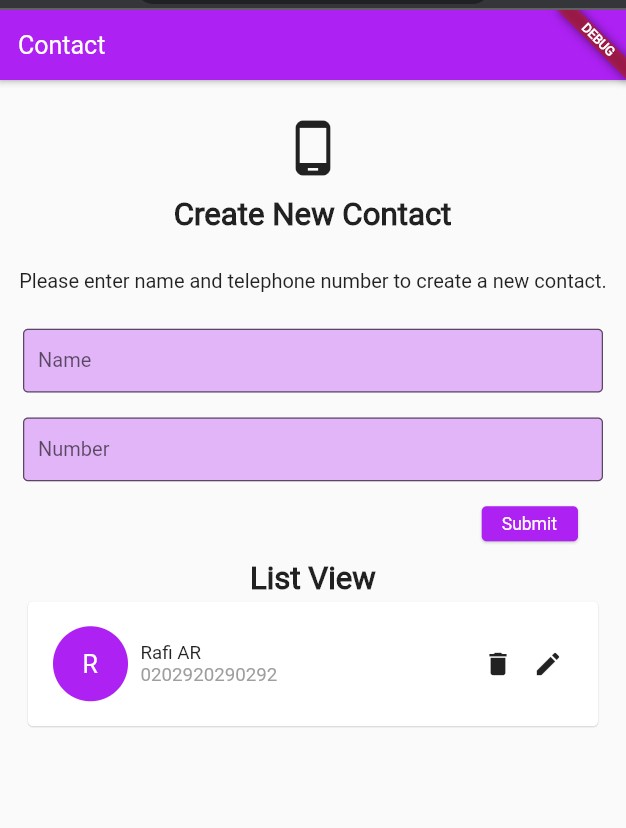 Contact
DEBUG
Create New Contact
Please enter name and telephone number to create a new contact.
Name
Number
Submit
List View
R
Rafi AR
0202920290292